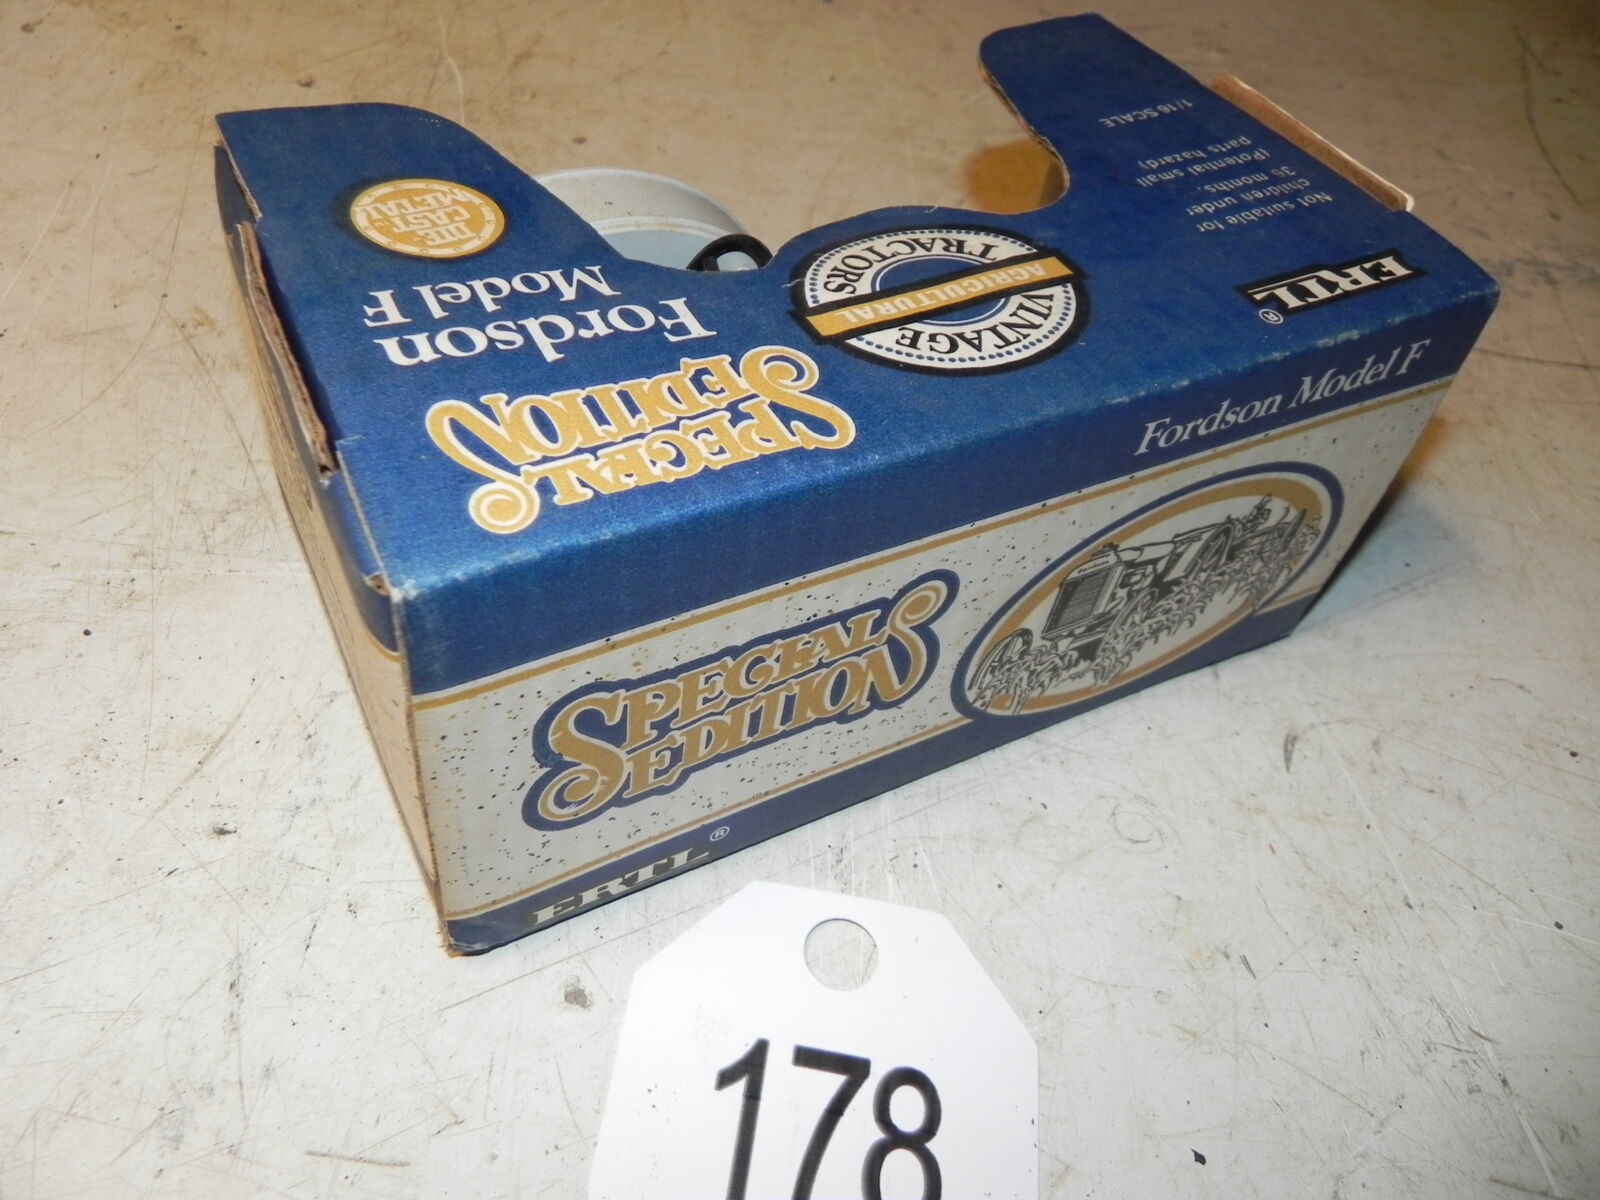 DIE-
CAST
METAL
Fordson
Model F
SPECIAL
EDITION
VINTAGE
AGRICULTURAL
TRACTORS
ERTL®
Not suitable for
children under
36 months.
(Potential small
parts hazard)
1/16 SCALE
Fordson Model F
SPECIAL
EDITION
Fordson
ERTL®
178